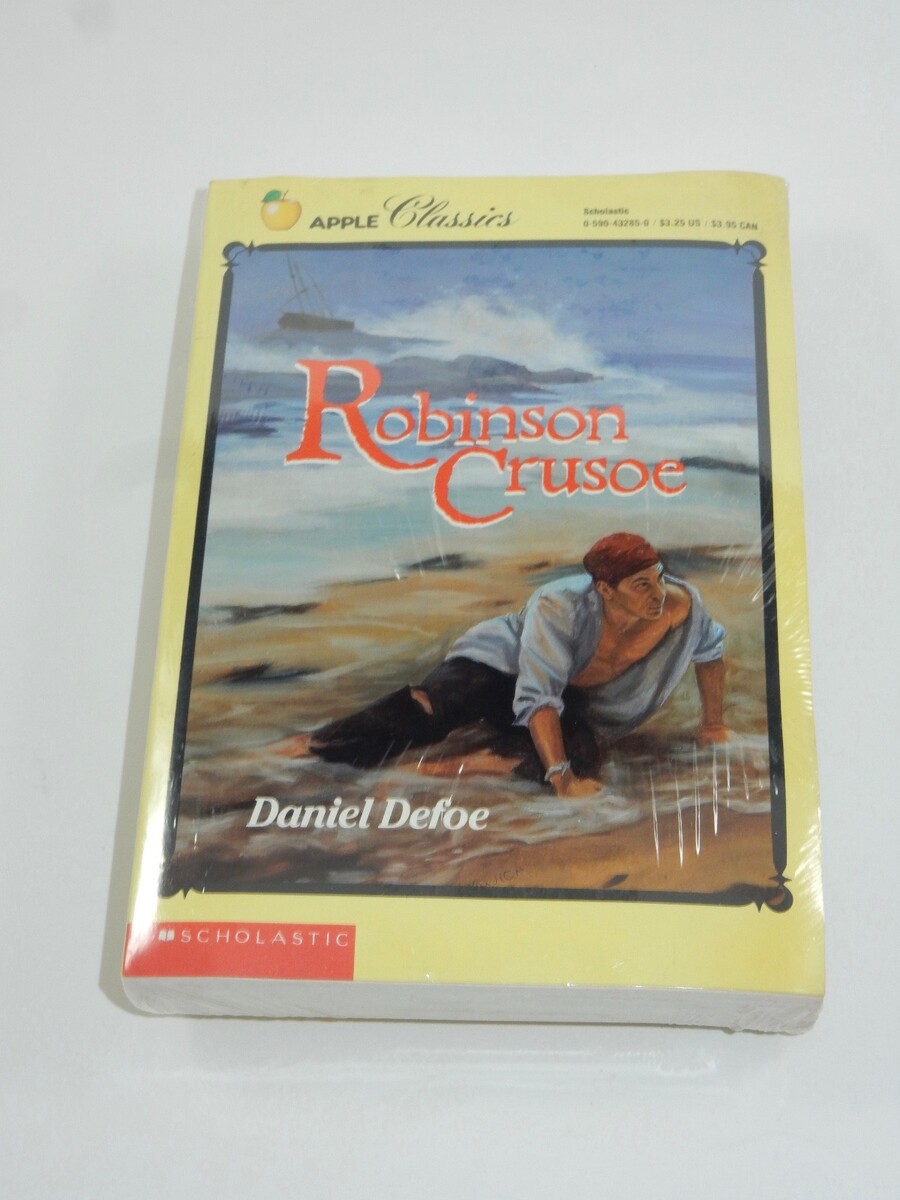 APPLE Classics
Scholastic
0-590-43285-0 / $3.25 US / $3.95 CAN
Robinson
Crusoe
Daniel Defoe
SCHOLASTIC